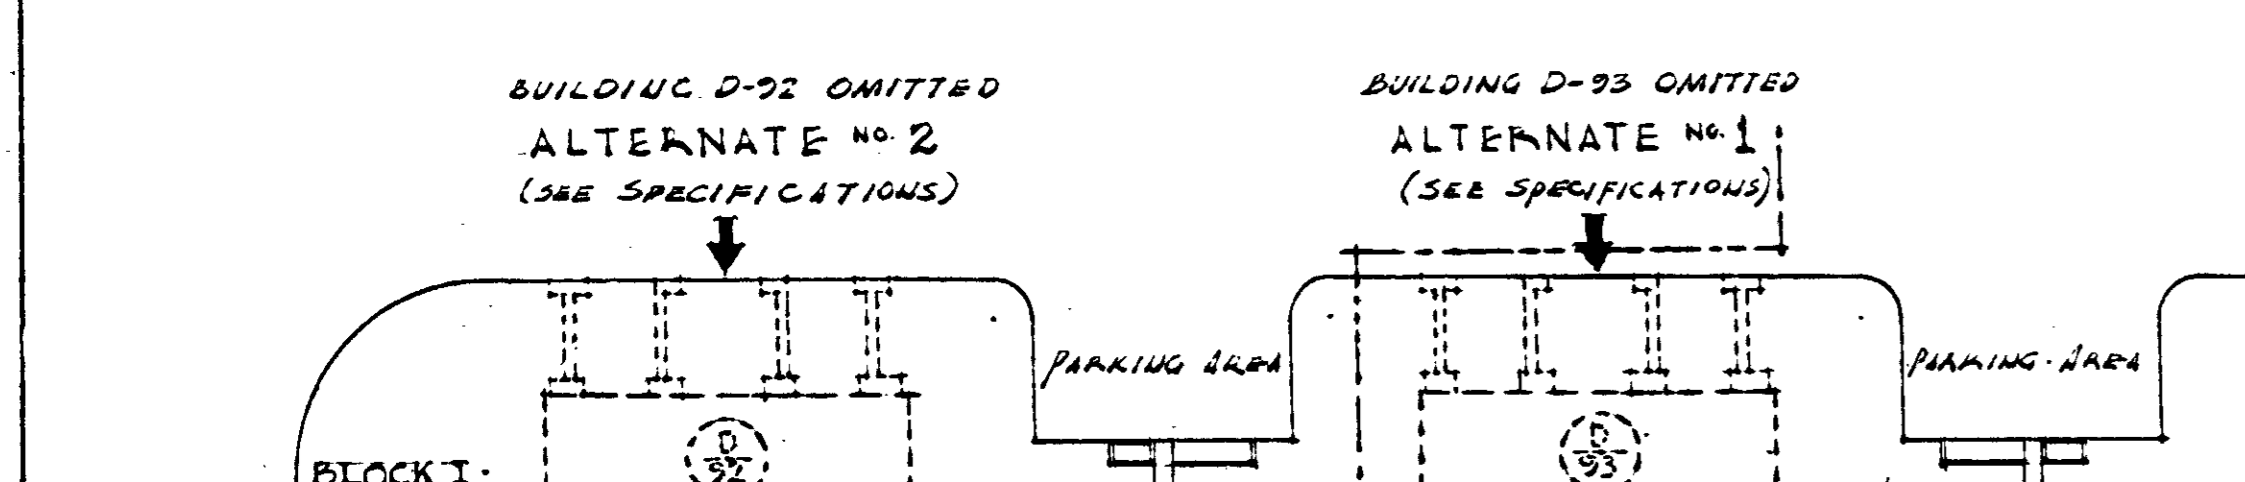 BUILDING D-92 OMITTED
ALTERNATE NO. 2
(SEE SPECIFICATIONS)
BUILDING D-93 OMITTED
ALTERNATE NO. 1
(SEE SPECIFICATIONS)
PARKING AREA
PARKING AREA
D
92
D
93
BLOCK I.